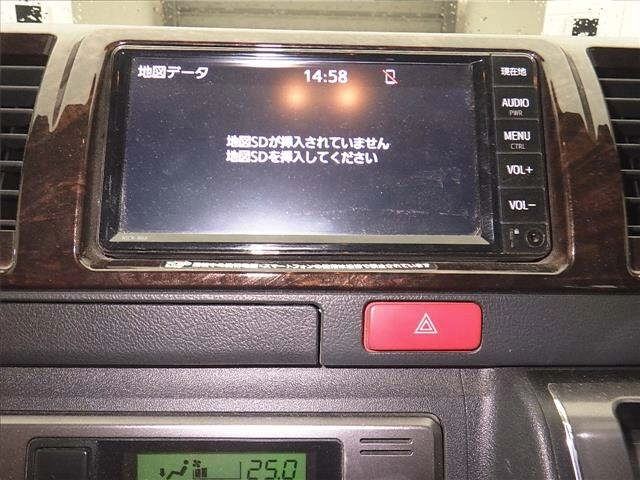 地図データ 14:58
地図SDが挿入されていません
地図SDを挿入してください
現在地
AUDIO
PWR
MENU
CTRL
VOL+
VOL-
25.0